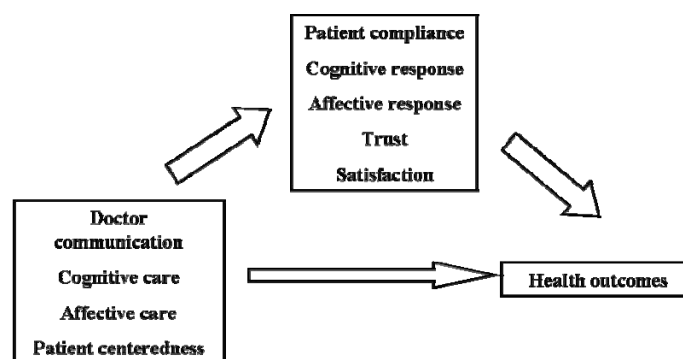 Patient compliance
Cognitive response
Affective response
Trust
Satisfaction
Doctor
communication
Cognitive care
Affective care
Patient centeredness
Health outcomes